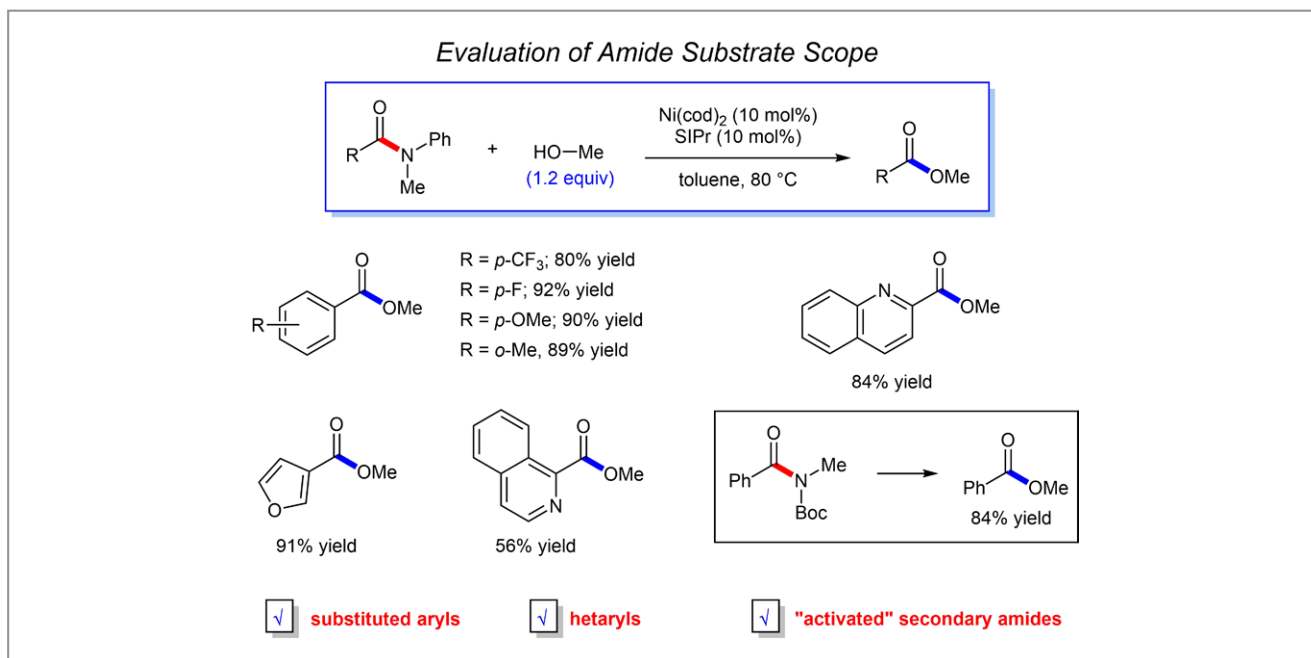 Evaluation of Amide Substrate Scope
O
R
N
Ph
Me
+
HO—Me
(1.2 equiv)
Ni(cod)₂ (10 mol%)
SIPr (10 mol%)
toluene, 80 °C
O
R
OMe
R
O
OMe
R = p-CF₃; 80% yield
R = p-F; 92% yield
R = p-OMe; 90% yield
R = o-Me, 89% yield
N
O
OMe
84% yield
O
O
OMe
91% yield
O
OMe
N
56% yield
O
Ph
N
Me
Boc
O
Ph
OMe
84% yield
√ substituted aryls
√ hetaryls
√ "activated" secondary amides